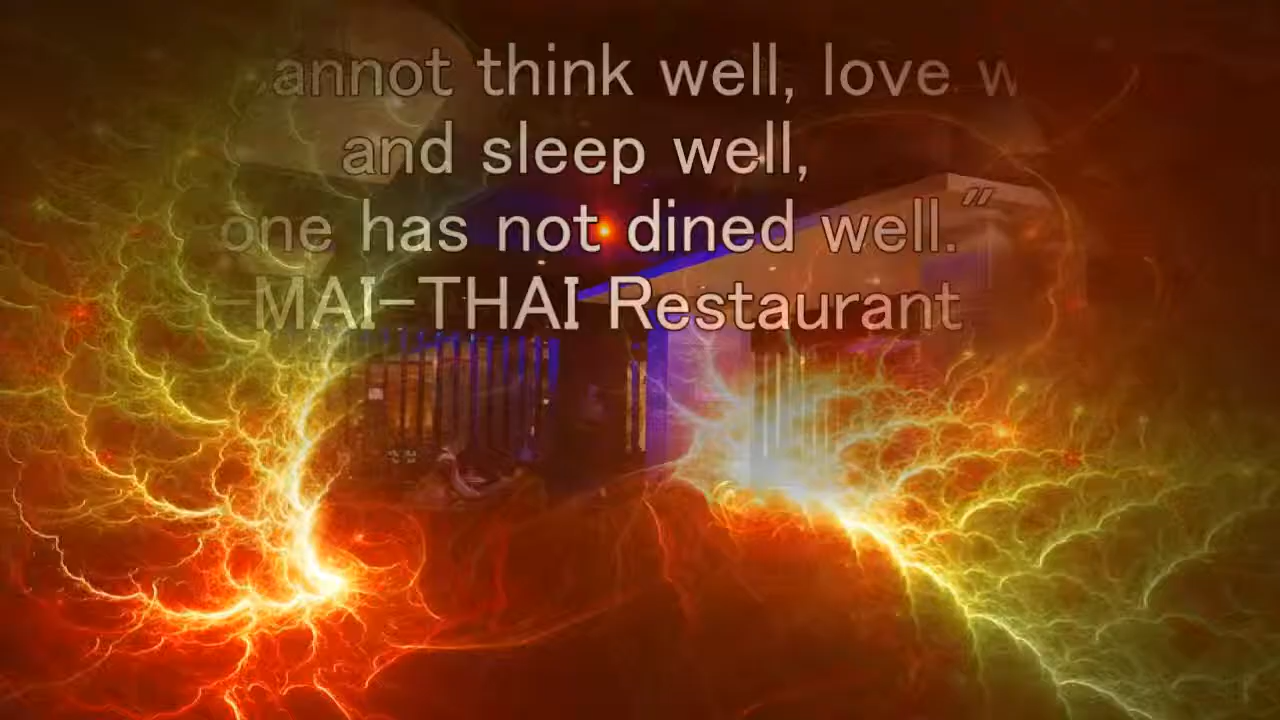 annot think well, love w
and sleep well,
one has not dined well.”
-MAI-THAI Restaurant